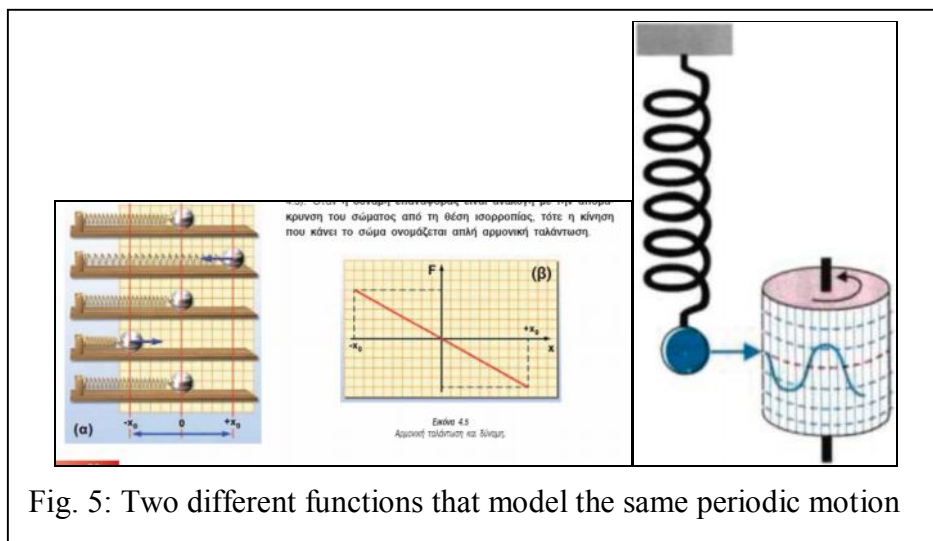 κρυνση του σώματος από τη θέση ισορροπίας, τότε η κίνηση
που κάνει το σώμα ονομάζεται απλή αρμονική ταλάντωση.
F
(β)
-x₀
+x₀
x
(α)
-x₀
0
+x₀
Εικόνα 4.5
Αρμονική ταλάντωση και δύναμη.
Fig. 5: Two different functions that model the same periodic motion